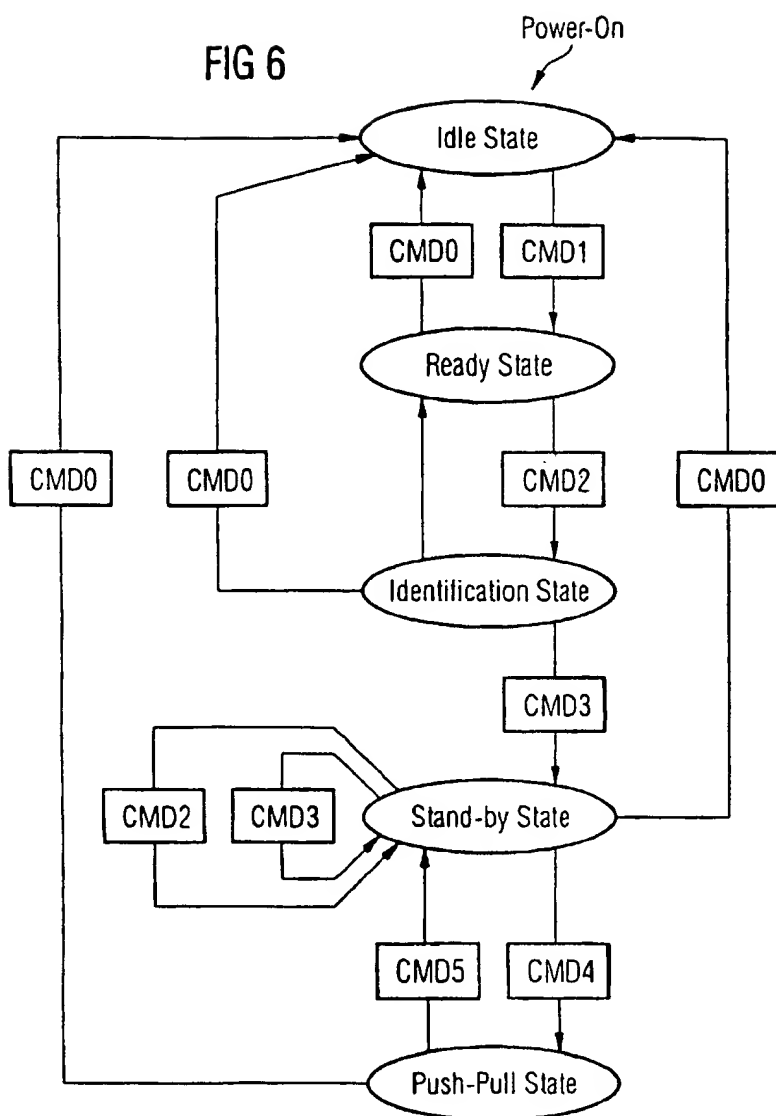 Power-On
FIG 6
Idle State
CMD0 CMD1
Ready State
CMD0 CMD0 CMD2 CMD0
Identification State
CMD3
CMD2 CMD3 Stand-by State
CMD5 CMD4
Push-Pull State